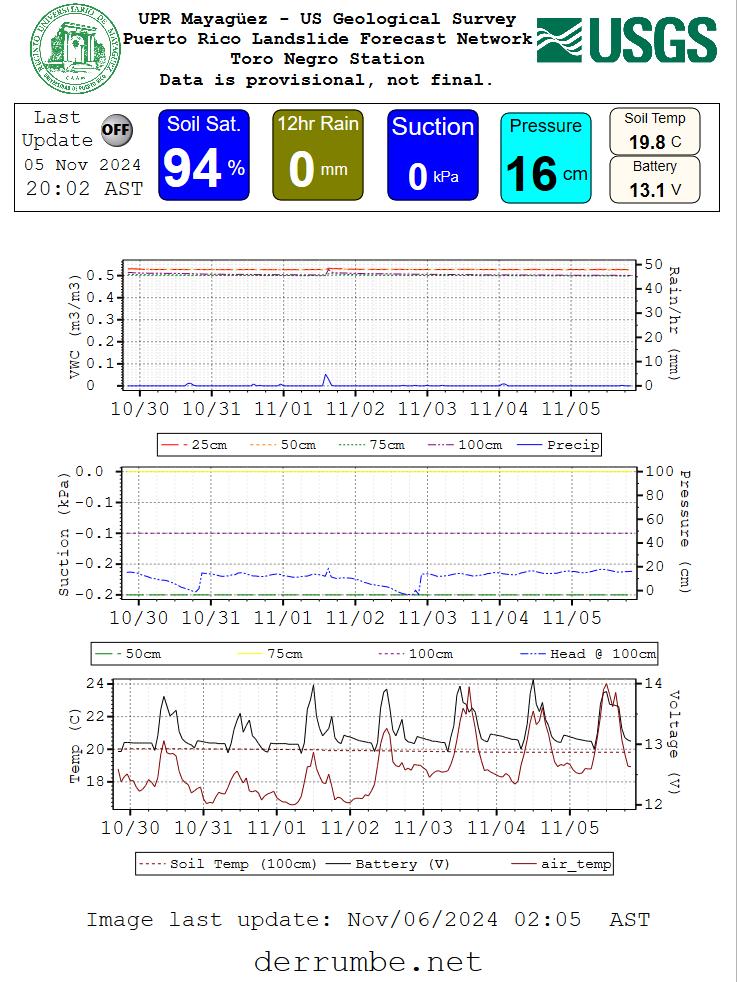 UPR Mayagüez - US Geological Survey
Puerto Rico Landslide Forecast Network
Toro Negro Station
Data is provisional, not final.
USGS
Last
Update
OFF
05 Nov 2024
20:02 AST
Soil Sat.
94 %
12hr Rain
0 mm
Suction
0 kPa
Pressure
16 cm
Soil Temp
19.8 C
Battery
13.1 V
VWC (m3/m3)
0.5
0.4
0.3
0.2
0.1
0
50
40
30
20
10
0
Rain/hr (mm)
10/30 10/31 11/01 11/02 11/03 11/04 11/05
25cm 50cm 75cm 100cm Precip
Suction (kPa)
0.0
-0.1
-0.1
-0.2
-0.2
100
80
60
40
20
0
Pressure (cm)
10/30 10/31 11/01 11/02 11/03 11/04 11/05
50cm 75cm 100cm Head @ 100cm
Temp (C)
24
22
20
18
14
13
12
Voltage (V)
10/30 10/31 11/01 11/02 11/03 11/04 11/05
Soil Temp (100cm) Battery (V) air_temp
Image last update: Nov/06/2024 02:05 AST
derrumbe.net